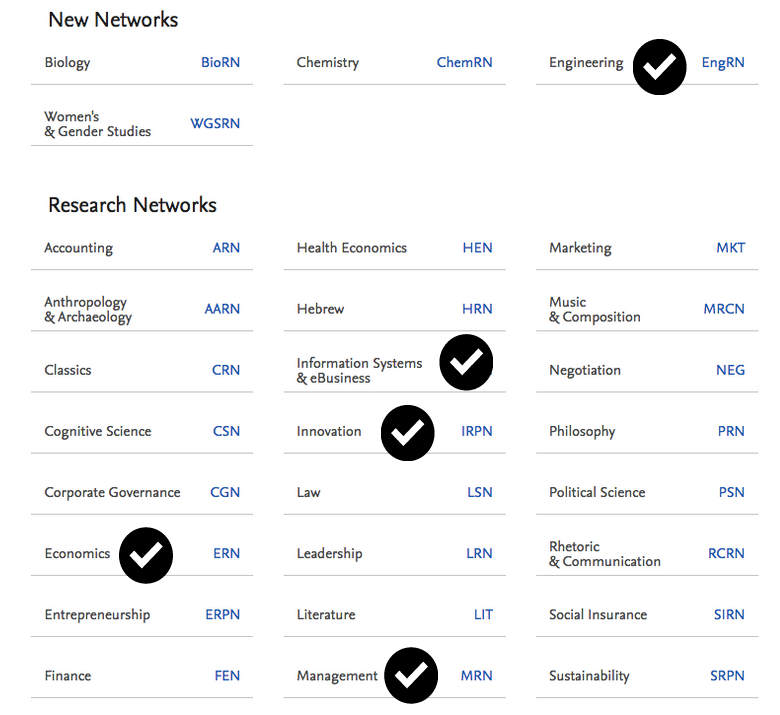 New Networks
Biology BioRN
Chemistry ChemRN
Engineering EngRN
Women's
& Gender Studies WGSRN
Research Networks
Accounting ARN
Health Economics HEN
Marketing MKT
Anthropology
& Archaeology AARN
Hebrew HRN
Music
& Composition MRCN
Classics CRN
Information Systems
& eBusiness
Negotiation NEG
Cognitive Science CSN
Innovation IRPN
Philosophy PRN
Corporate Governance CGN
Law LSN
Political Science PSN
Economics ERN
Leadership LRN
Rhetoric
& Communication RCRN
Entrepreneurship ERPN
Literature LIT
Social Insurance SIRN
Finance FEN
Management MRN
Sustainability SRPN